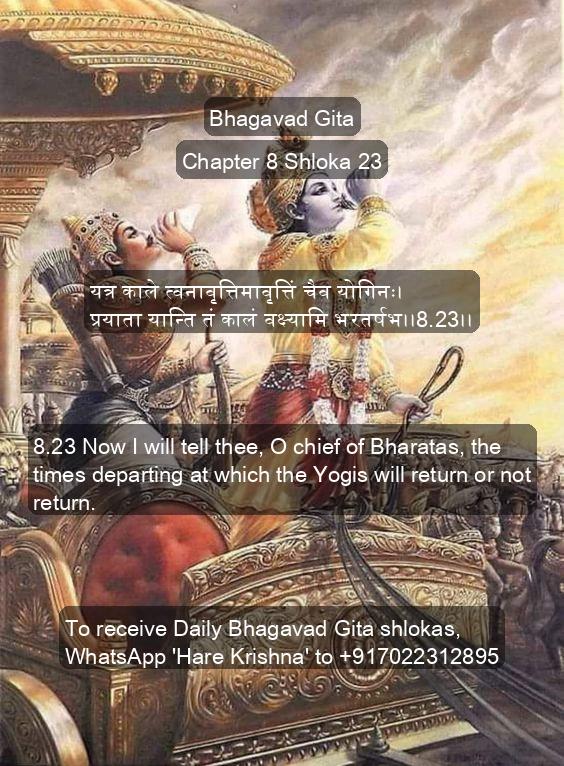 Bhagavad Gita
Chapter 8 Shloka 23
यत्र काले त्वनावृत्तिमावृत्तिं चैव योगिनः।
प्रयाता यान्ति तं कालं वक्ष्यामि भरतर्षभ।।8.23।।
8.23 Now I will tell thee, O chief of Bharatas, the
times departing at which the Yogis will return or not
return.
To receive Daily Bhagavad Gita shlokas,
WhatsApp 'Hare Krishna' to +917022312895